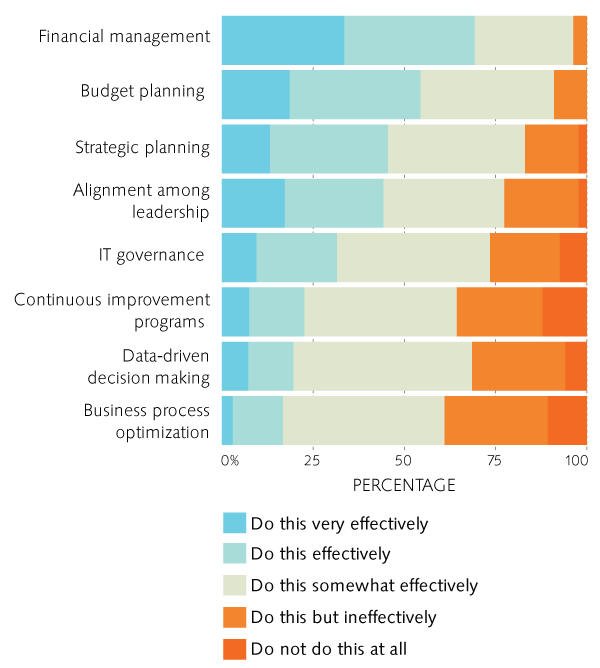 Financial management
Budget planning
Strategic planning
Alignment among
leadership
IT governance
Continuous improvement
programs
Data-driven
decision making
Business process
optimization
0% 25 50 75 100
PERCENTAGE
Do this very effectively
Do this effectively
Do this somewhat effectively
Do this but ineffectively
Do not do this at all